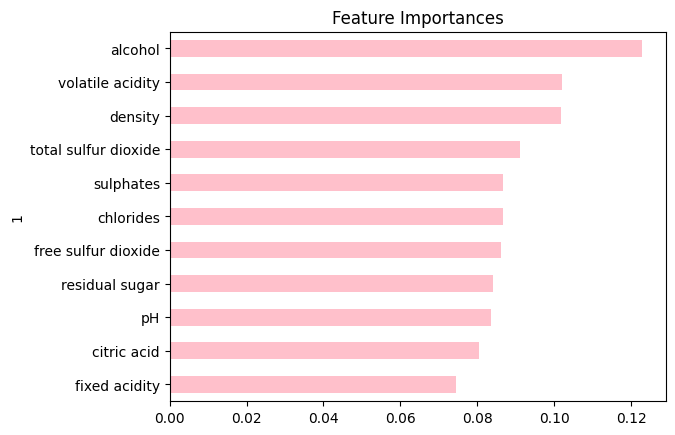 Feature Importances
alcohol
volatile acidity
density
total sulfur dioxide
sulphates
chlorides
free sulfur dioxide
residual sugar
pH
citric acid
fixed acidity
1
0.00 0.02 0.04 0.06 0.08 0.10 0.12